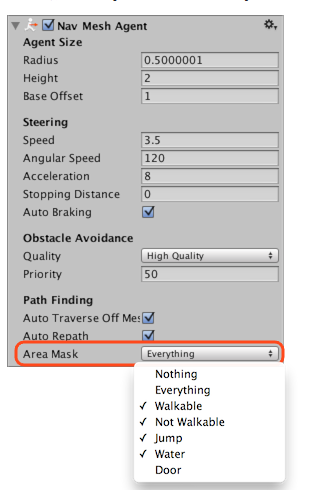 Nav Mesh Agent
Agent Size
Radius 0.5000001
Height 2
Base Offset 1
Steering
Speed 3.5
Angular Speed 120
Acceleration 8
Stopping Distance 0
Auto Braking
Obstacle Avoidance
Quality High Quality
Priority 50
Path Finding
Auto Traverse Off Mes
Auto Repath
Area Mask Everything
Nothing
Everything
✓ Walkable
✓ Not Walkable
✓ Jump
✓ Water
Door